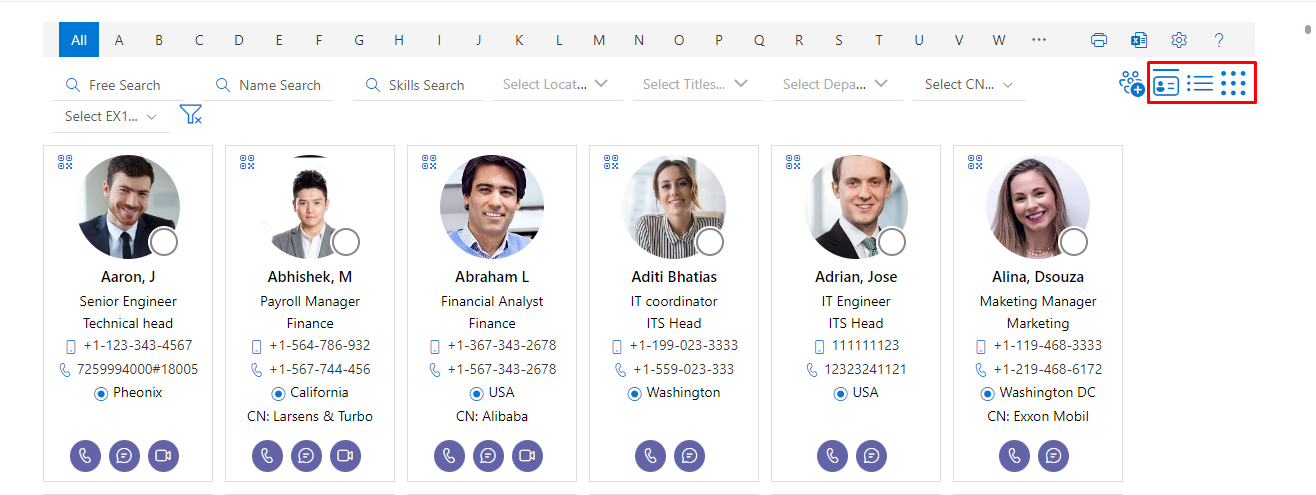 All A B C D E F G H I J K L M N O P Q R S T U V W ... ?
Free Search Name Search Skills Search Select Locat... Select Titles... Select Depa... Select CN...
Select EX1...
Aaron, J
Senior Engineer
Technical head
+1-123-343-4567
7259994000#18005
Pheonix
Abhishek, M
Payroll Manager
Finance
+1-564-786-932
+1-567-744-456
California
CN: Larsens & Turbo
Abraham L
Financial Analyst
Finance
+1-367-343-2678
+1-567-343-2678
USA
CN: Alibaba
Aditi Bhatias
IT coordinator
ITS Head
+1-199-023-3333
+1-559-023-333
Washington
Adrian, Jose
IT Engineer
ITS Head
111111123
12323241121
USA
Alina, Dsouza
Maketing Manager
Marketing
+1-119-468-3333
+1-219-468-6172
Washington DC
CN: Exxon Mobil